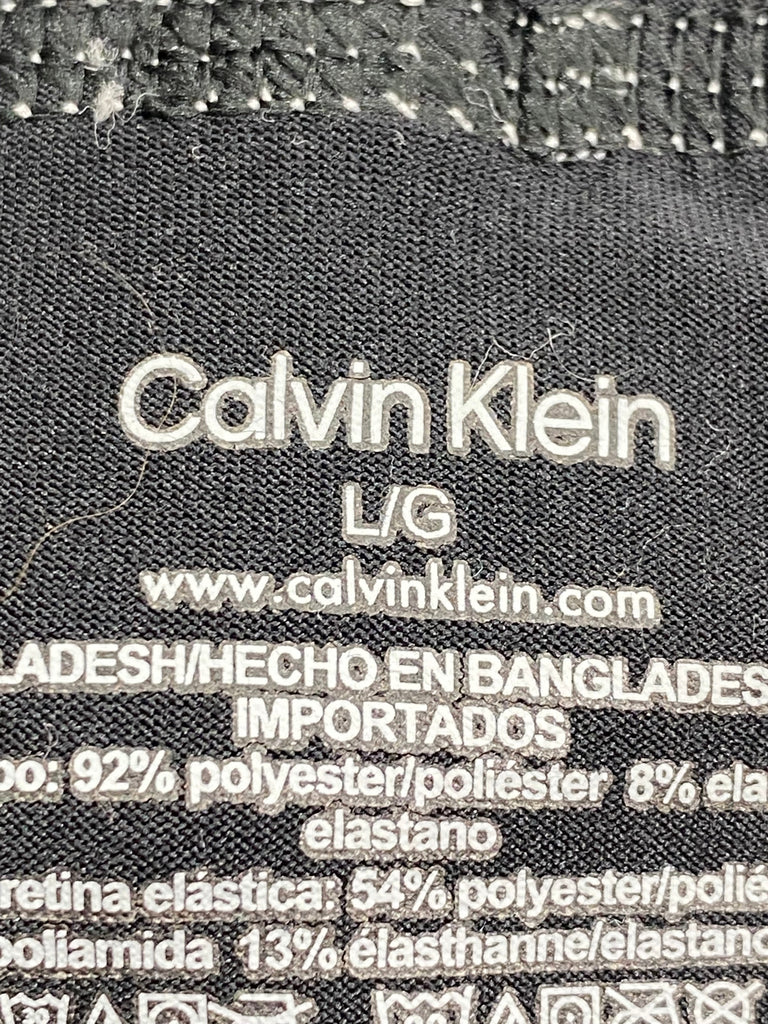 Calvin Klein
L/G
www.calvinklein.com
LADESH/HECHO EN BANGLADES
IMPORTADOS
po: 92% polyester/poliéster 8% ela
elastano
retina elástica: 54% polyester/polié
poliamida 13% élasthanne/elastano